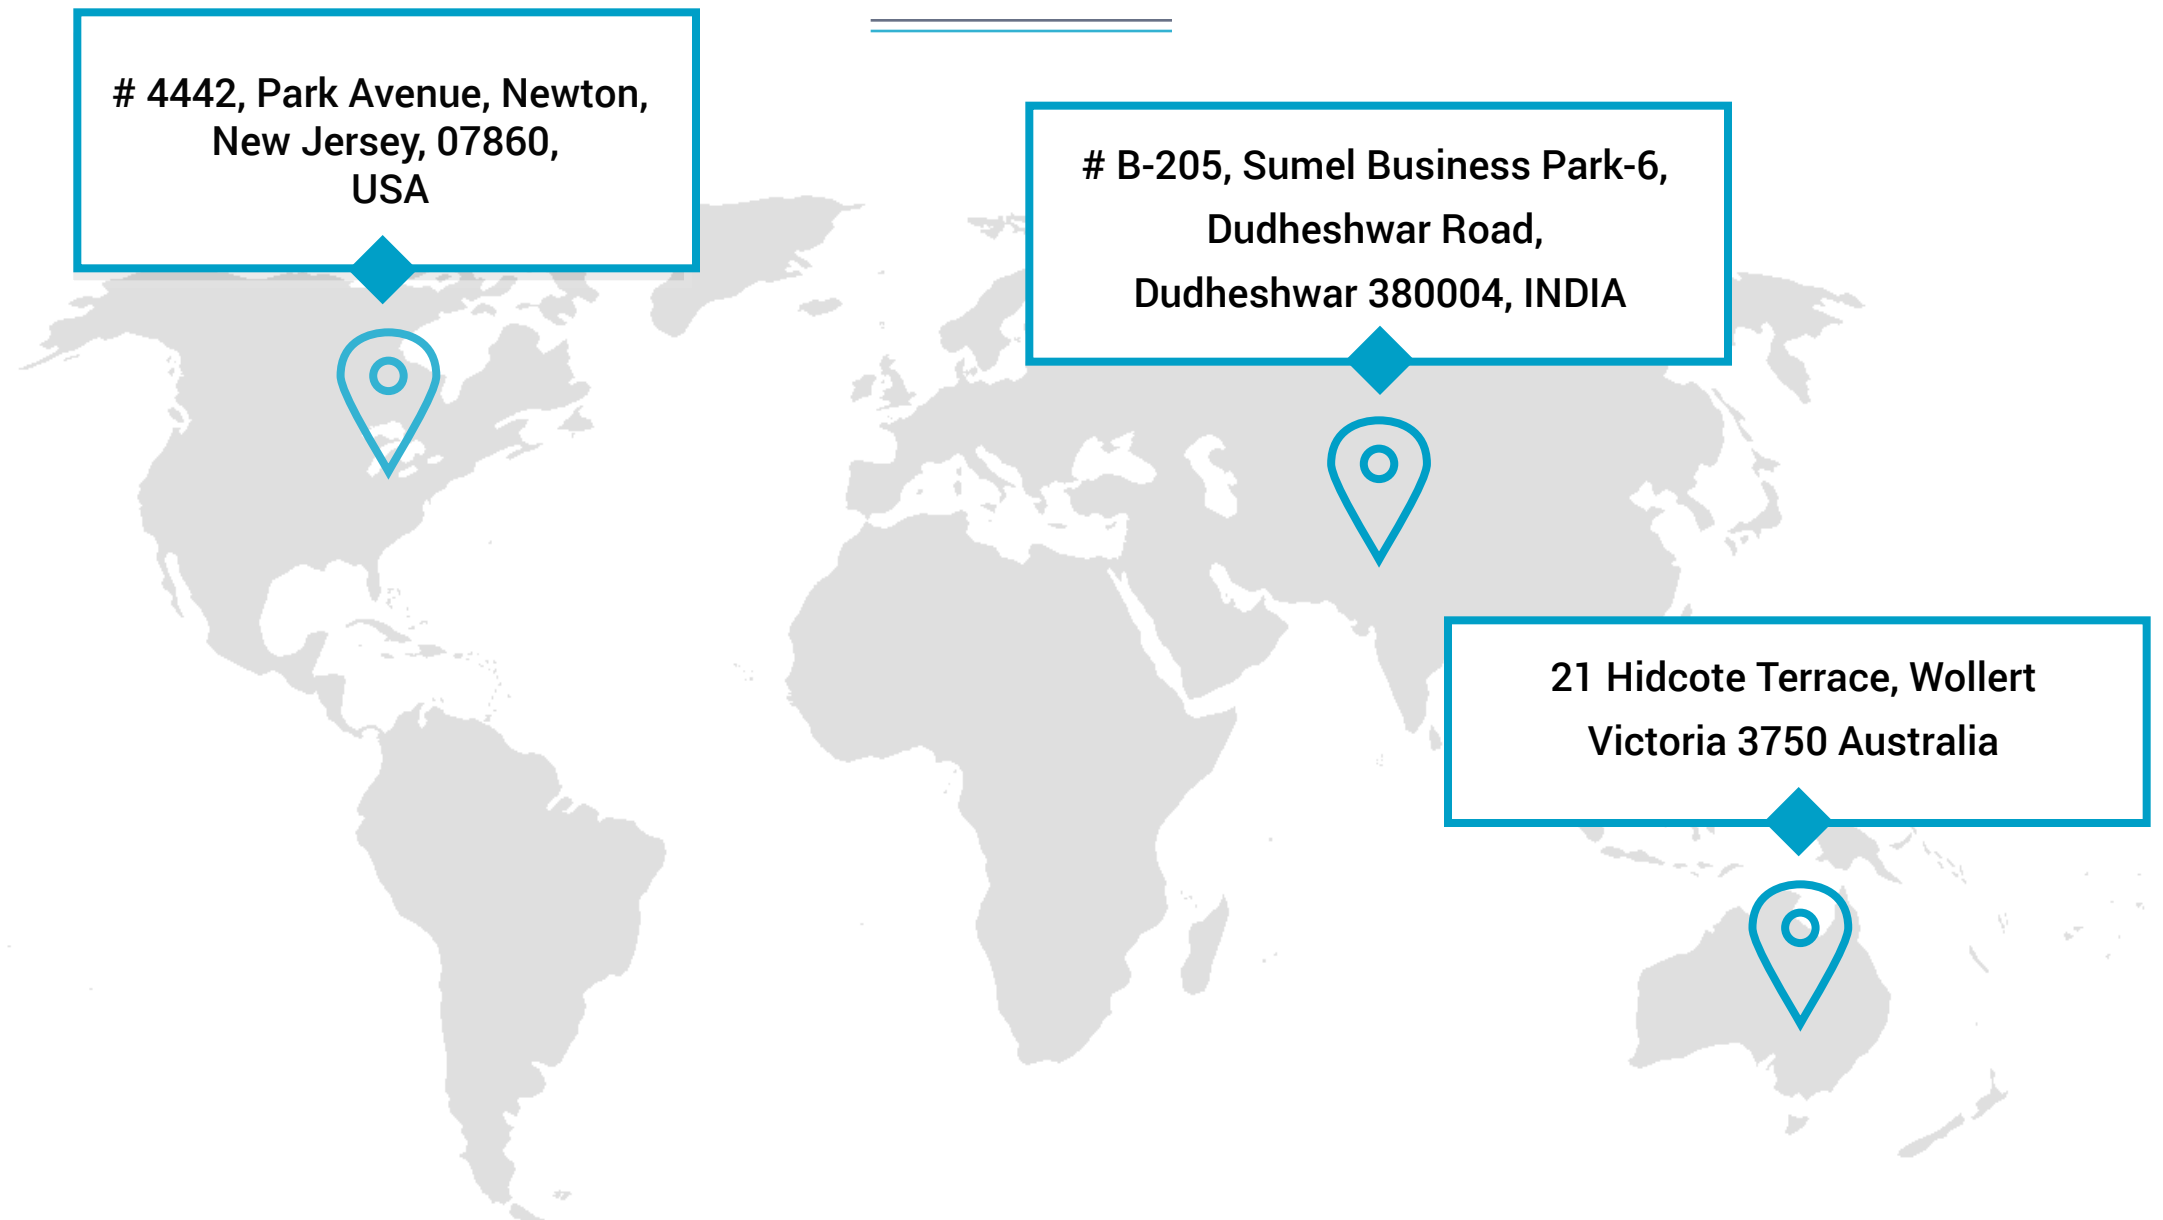 # 4442, Park Avenue, Newton,
New Jersey, 07860,
USA
# B-205, Sumel Business Park-6,
Dudheshwar Road,
Dudheshwar 380004, INDIA
21 Hidcote Terrace, Wollert
Victoria 3750 Australia